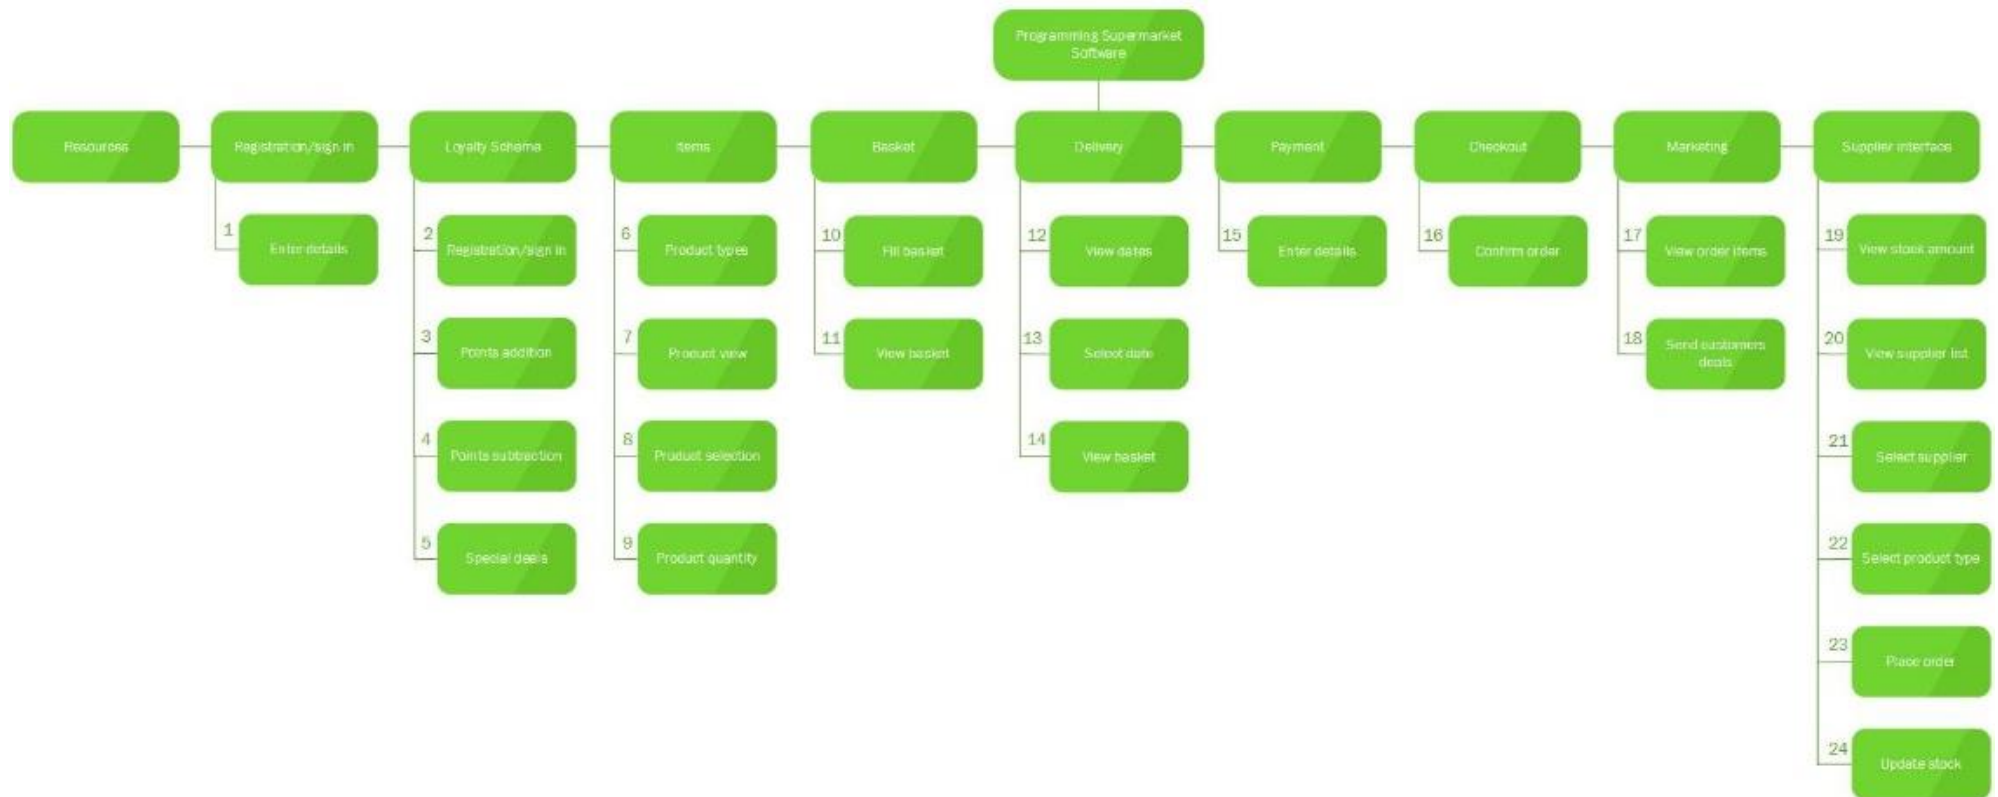 Programming Supermarket
Software
Resources
Registration/sign in
Loyalty Scheme
Items
Basket
Delivery
Payment
Checkout
Marketing
Supplier interface
1
Enter details
2
Registration/sign in
6
Product types
10
Fill basket
12
View dates
15
Enter details
16
Confirm order
17
View order items
19
View stock amount
3
Points addition
7
Product view
11
View basket
13
Select date
18
Send customers
deals
20
View supplier list
4
Points subtraction
8
Product selection
14
View basket
21
Select supplier
5
Special deals
9
Product quantity
22
Select product type
23
Place order
24
Update stock